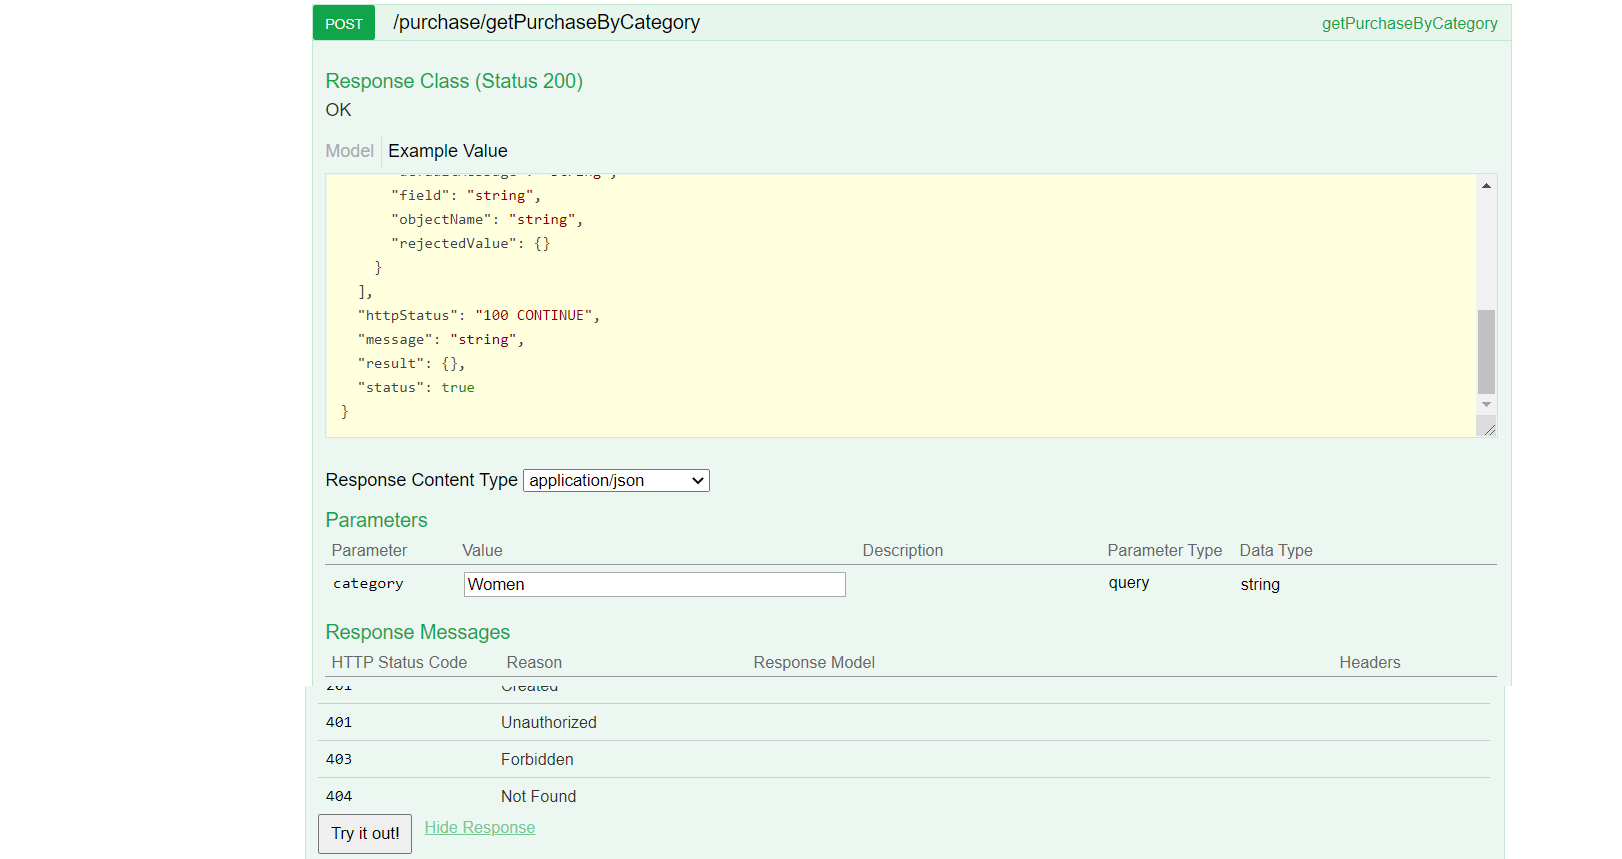 POST /purchase/getPurchaseByCategory getPurchaseByCategory
Response Class (Status 200)
OK
Model Example Value
"field": "string",
"objectName": "string",
"rejectedValue": {}
}
],
"httpStatus": "100 CONTINUE",
"message": "string",
"result": {},
"status": true
}
Response Content Type application/json
Parameters
Parameter Value Description Parameter Type Data Type
category Women query string
Response Messages
HTTP Status Code Reason Response Model Headers
201 Created
401 Unauthorized
403 Forbidden
404 Not Found
Try it out! Hide Response